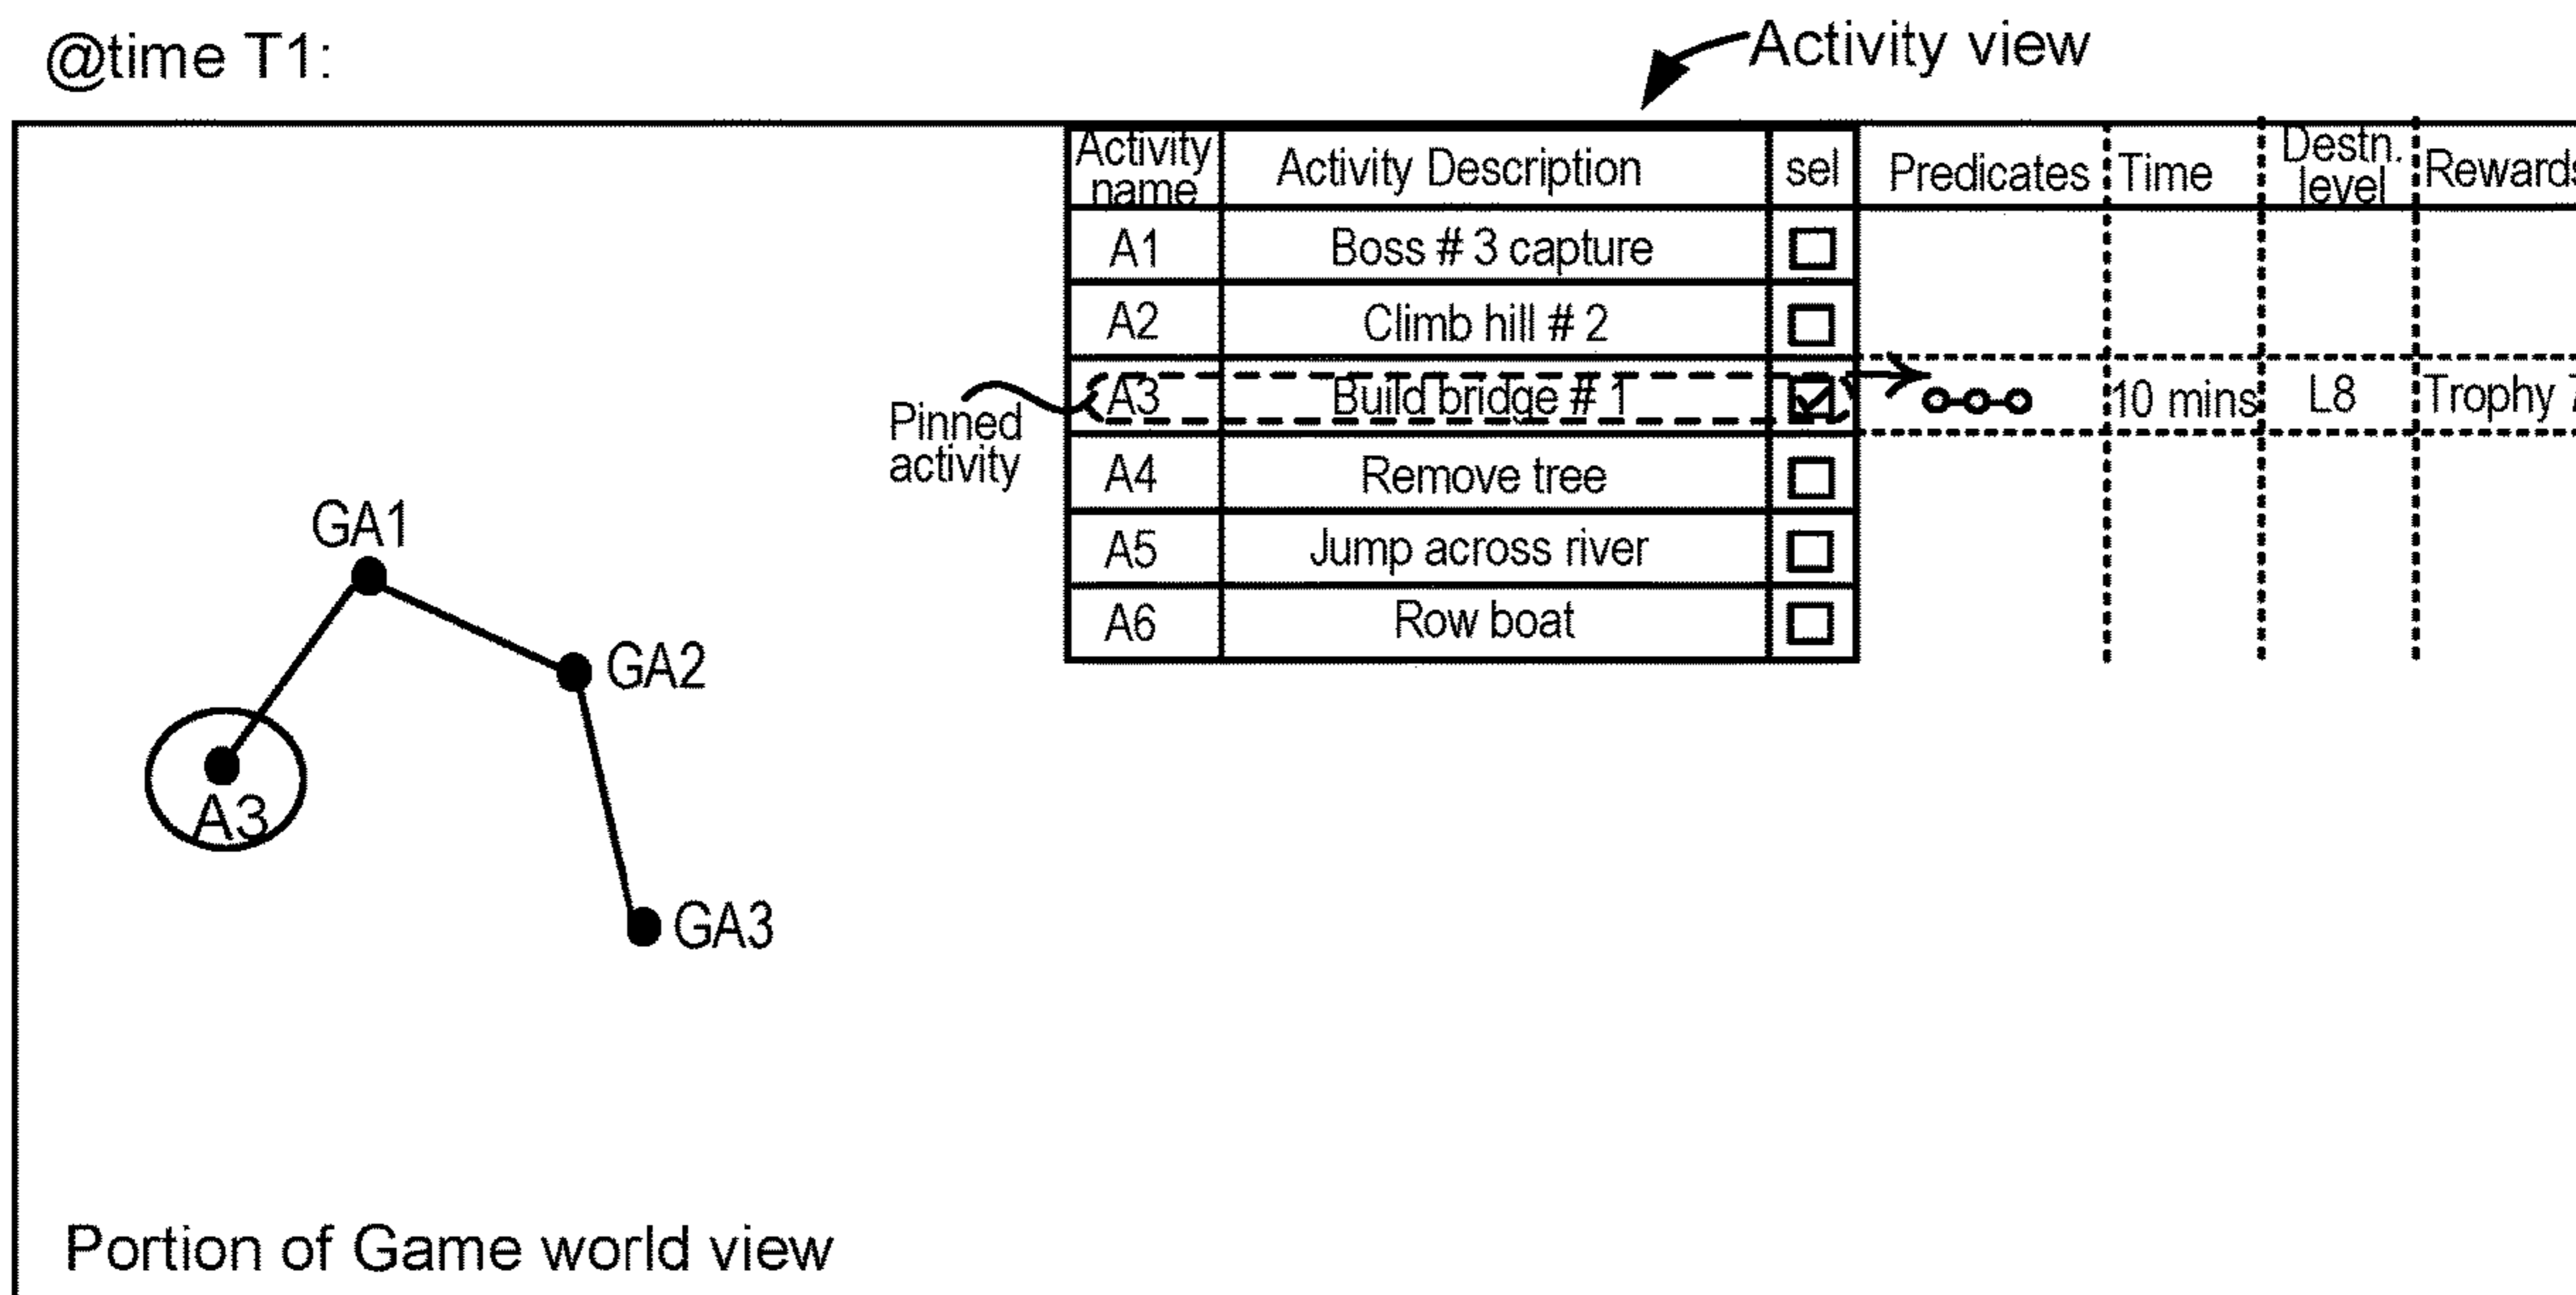 @time T1:
Activity view
Activity name
Activity Description
sel
Predicates
Time
Destn. level
Rewards
A1
Boss # 3 capture
A2
Climb hill # 2
A3
Build bridge # 1
10 mins
L8
Trophy
Pinned activity
A4
Remove tree
A5
Jump across river
A6
Row boat
GA1
GA2
A3
GA3
Portion of Game world view